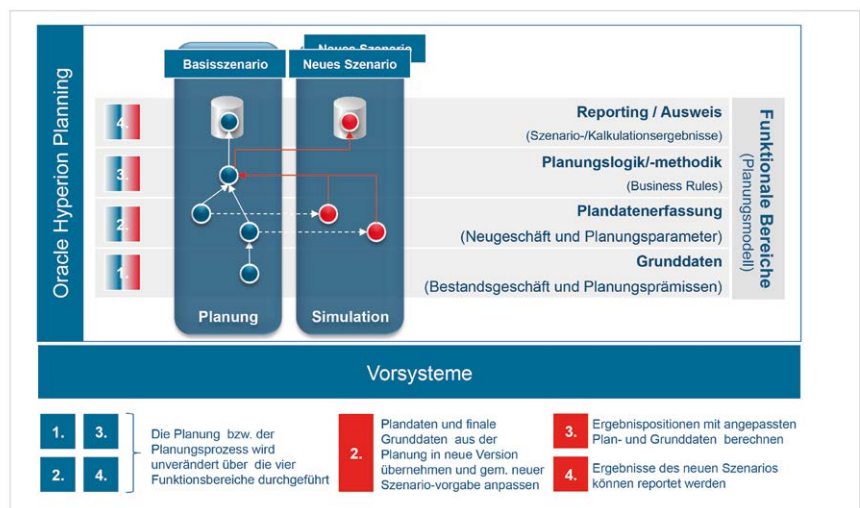 Oracle Hyperion Planning
Neues Szenario
Basisszenario
Neues Szenario
4.
Reporting / Ausweis
(Szenario-/Kalkulationsergebnisse)
3.
Planungslogik/-methodik
(Business Rules)
2.
Plandatenerfassung
(Neugeschäft und Planungsparameter)
1.
Grunddaten
(Bestandsgeschäft und Planungsprämissen)
Planung
Simulation
Funktionale Bereiche
(Planungsmodell)
Vorsysteme
1.
3.
2.
4.
Die Planung bzw. der
Planungsprozess wird
unverändert über die vier
Funktionsbereiche durchgeführt
2.
Plandaten und finale
Grunddaten aus der
Planung in neue Version
übernehmen und gem. neuer
Szenario-vorgabe anpassen
3.
Ergebnispositionen mit angepassten
Plan- und Grunddaten berechnen
4.
Ergebnisse des neuen Szenarios
können reportet werden